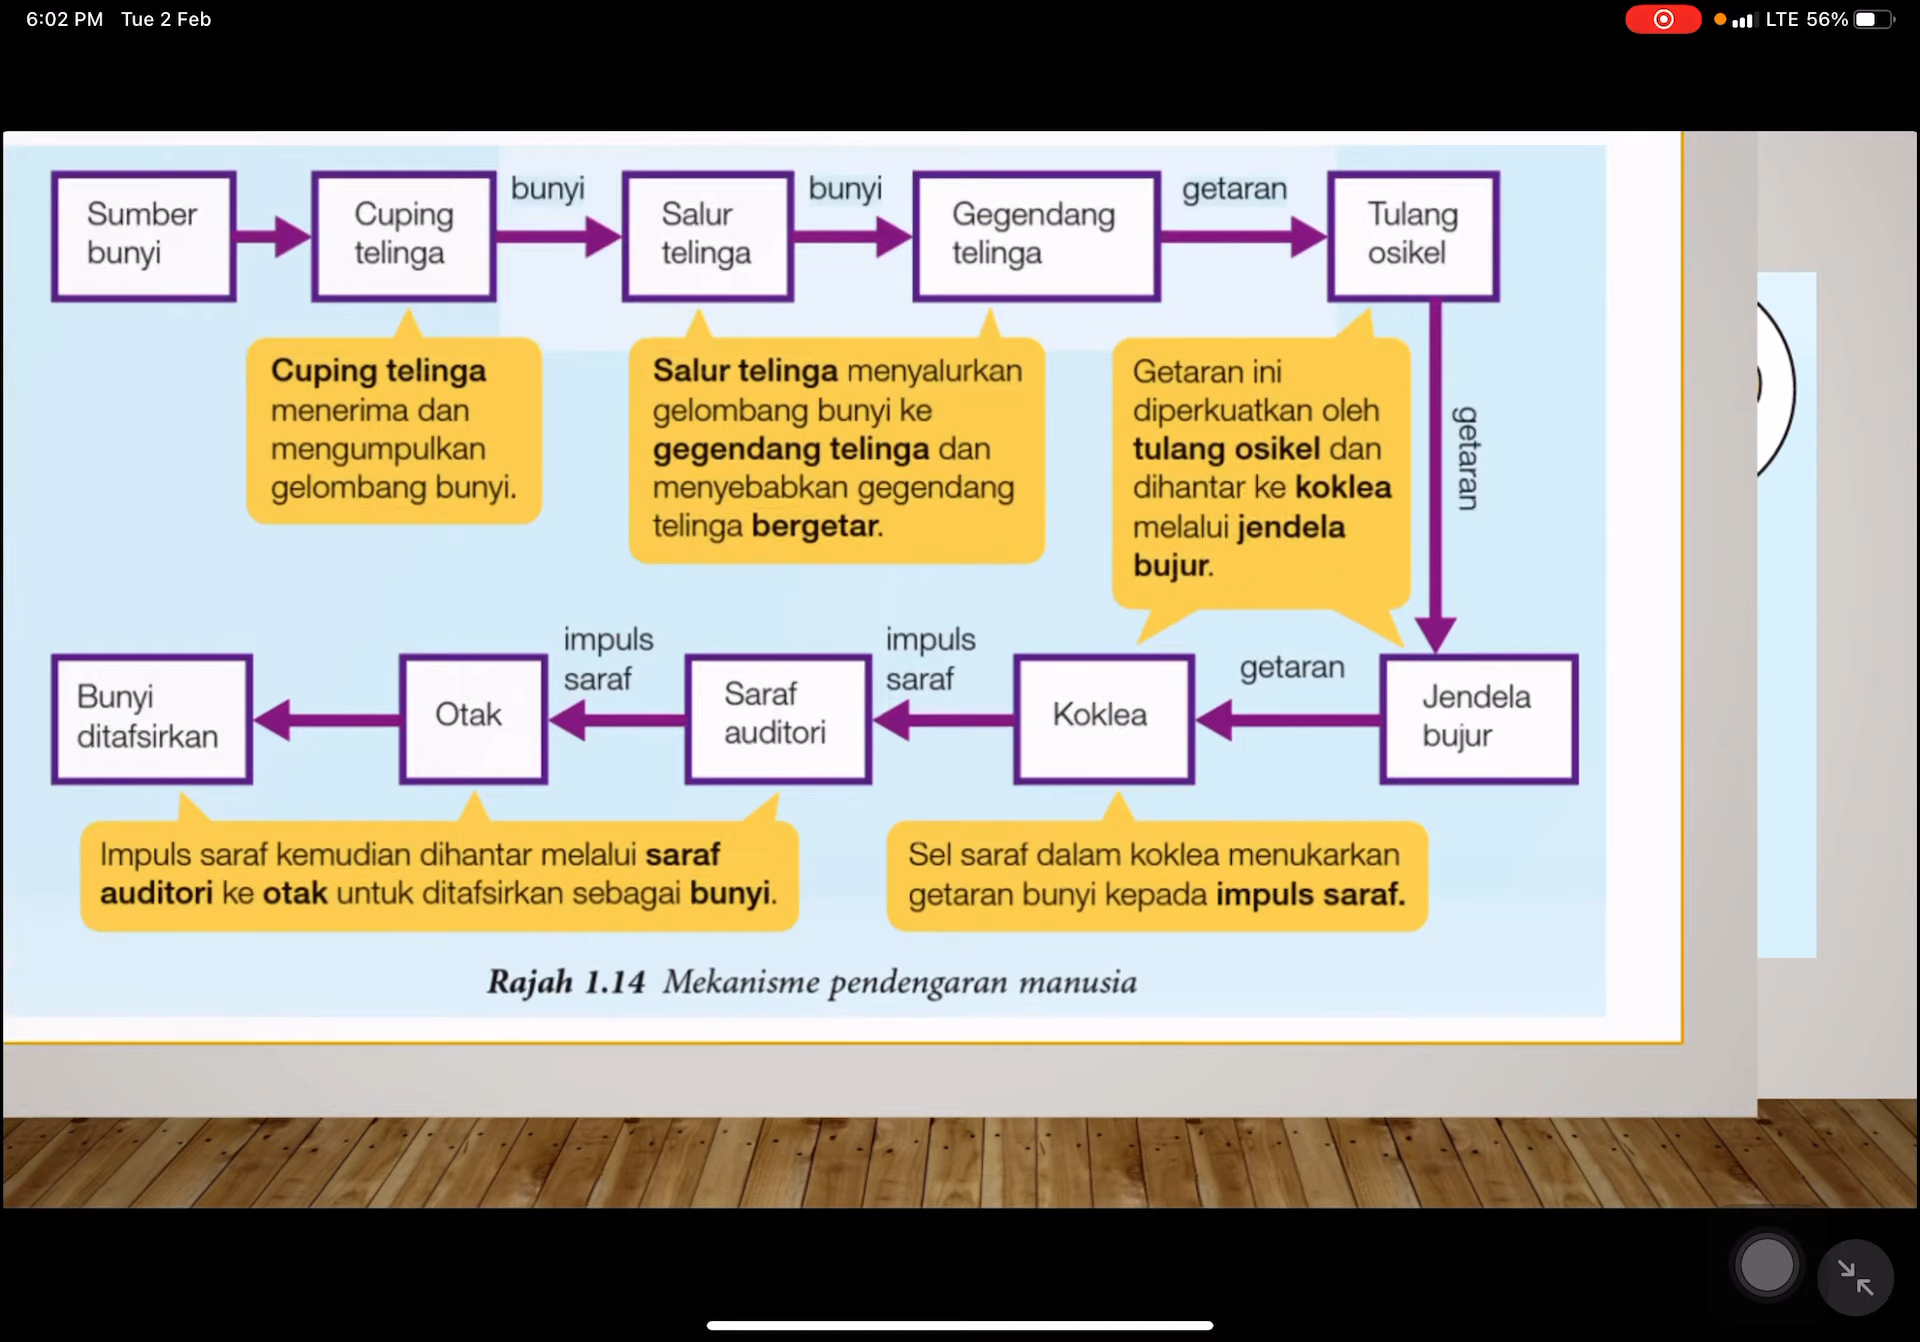 6:02 PM Tue 2 Feb
LTE 56%
Sumber
bunyi
Cuping
telinga
bunyi
Salur
telinga
bunyi
Gegendang
telinga
getaran
Tulang
osikel
Cuping telinga
menerima dan
mengumpulkan
gelombang bunyi.
Salur telinga menyalurkan
gelombang bunyi ke
gegendang telinga dan
menyebabkan gegendang
telinga bergetar.
Getaran ini
diperkuatkan oleh
tulang osikel dan
dihantar ke koklea
melalui jendela
bujur.
getaran
Jendela
bujur
getaran
Koklea
impuls
saraf
Saraf
auditori
impuls
saraf
Otak
Bunyi
ditafsirkan
Impuls saraf kemudian dihantar melalui saraf
auditori ke otak untuk ditafsirkan sebagai bunyi.
Sel saraf dalam koklea menukarkan
getaran bunyi kepada impuls saraf.
Rajah 1.14 Mekanisme pendengaran manusia